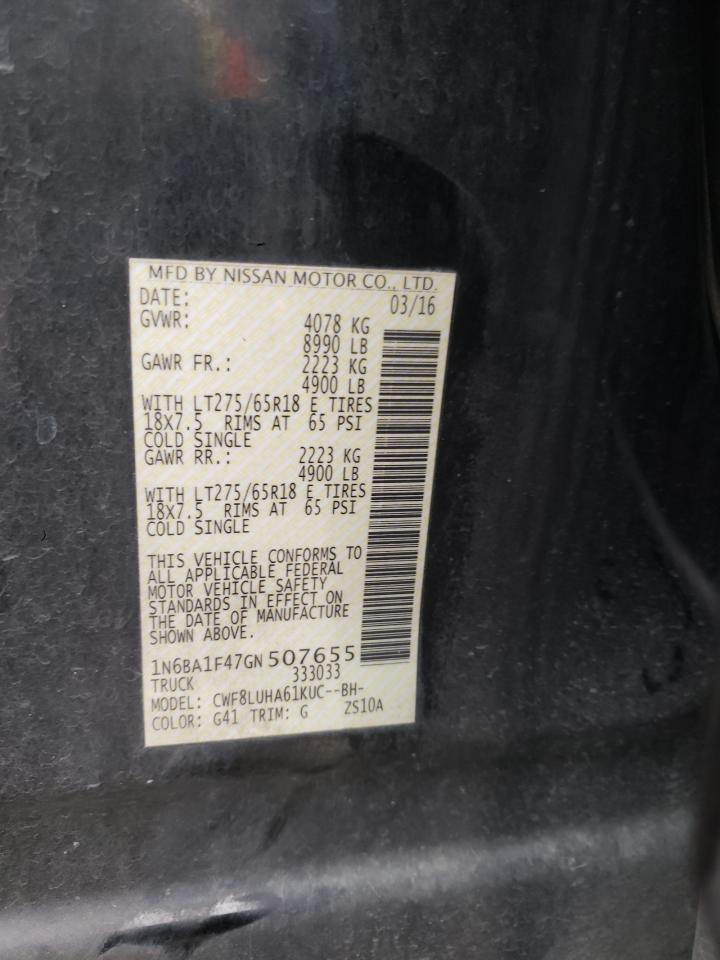 MFD BY NISSAN MOTOR CO., LTD.
DATE: 03/16
GVWR: 4078 KG
8990 LB
GAWR FR.: 2223 KG
4900 LB
WITH LT275/65R18 E TIRES
18X7.5 RIMS AT 65 PSI
COLD SINGLE
GAWR RR.: 2223 KG
4900 LB
WITH LT275/65R18 E TIRES
18X7.5 RIMS AT 65 PSI
COLD SINGLE
THIS VEHICLE CONFORMS TO
ALL APPLICABLE FEDERAL
MOTOR VEHICLE SAFETY
STANDARDS IN EFFECT ON
THE DATE OF MANUFACTURE
SHOWN ABOVE.
1N6BA1F47GN507655
TRUCK 333033
MODEL: CWF8LUHA61KUC--BH-
COLOR: G41 TRIM: G ZS10A